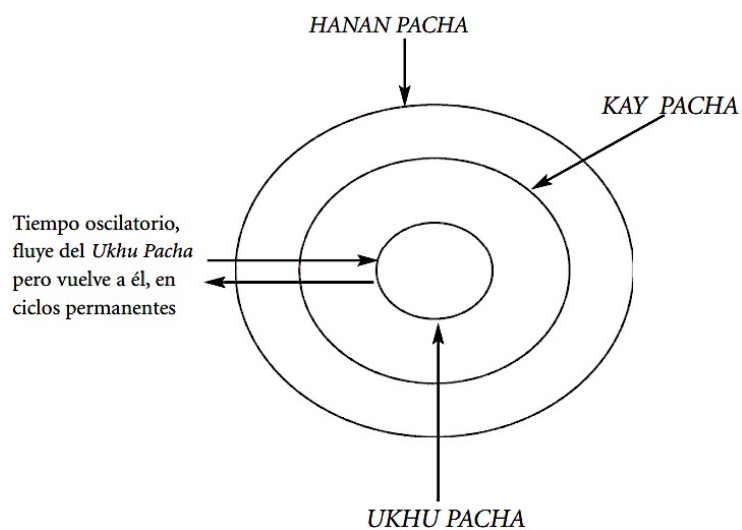 HANAN PACHA
KAY PACHA
Tiempo oscilatorio,
fluye del Ukhu Pacha
pero vuelve a él, en
ciclos permanentes
UKHU PACHA